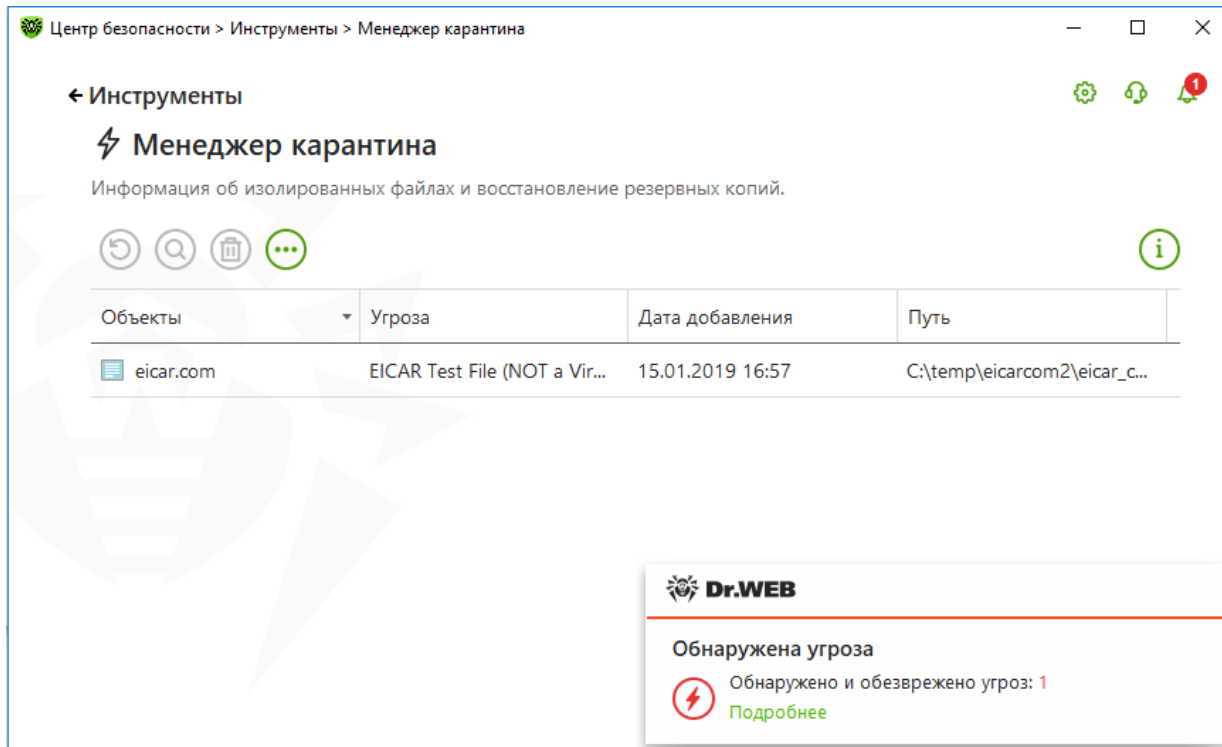 Центр безопасности > Инструменты > Менеджер карантина
Инструменты
1
Менеджер карантина
Информация об изолированных файлах и восстановление резервных копий.
Объекты Угроза Дата добавления Путь
eicar.com EICAR Test File (NOT a Vir... 15.01.2019 16:57 C:\temp\eicarcom2\eicar_c...
Dr.WEB
Обнаружена угроза
Обнаружено и обезврежено угроз: 1
Подробнее